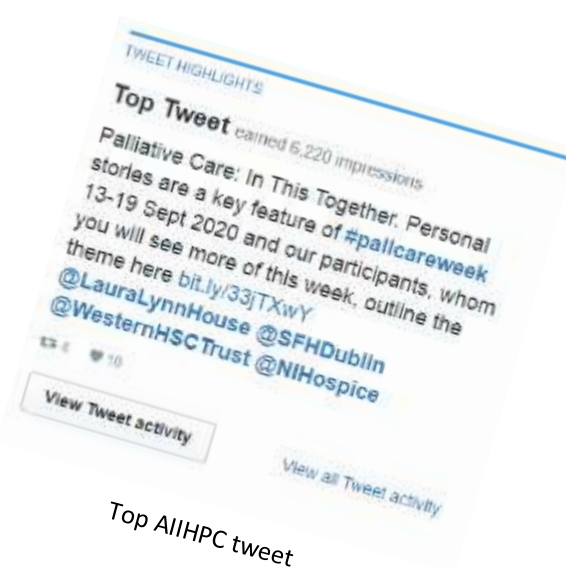 TWEET HIGHLIGHTS
Top Tweet earned 6,220 impressions
Palliative Care: In This Together. Personal
stories are a key feature of #pallcareweek
13-19 Sept 2020 and our participants, whom
you will see more of this week, outline the
theme here bit.ly/33jTXwY
@LauraLynnHouse @SFHDublin
@WesternHSCTrust @NIHospice
10
View Tweet activity
View all Tweet activity
Top AIIHPC tweet